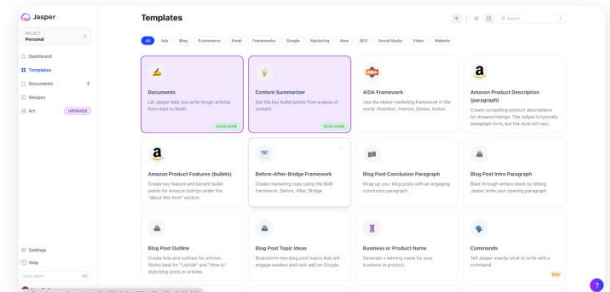 Jasper
Templates
PROJECT
Personal
Search
All
Ads
Blog
Ecommerce
Email
Frameworks
Google
Marketing
New
SEO
Social Media
Video
Website
Dashboard
Templates
Documents
Recipes
Art
UPGRADE
Documents
Let Jasper help you write longer articles
from start to finish.
BOSS MODE
Content Summarizer
Get the key bullet points from a piece of
content.
BOSS MODE
AIDA
AIDA Framework
Use the oldest marketing framework in the
world. Attention, Interest, Desire, Action.
Amazon Product Description
(paragraph)
Create compelling product descriptions
for Amazon listings. The output is typically
paragraph form, but the style will vary.
Amazon Product Features (bullets)
Create key feature and benefit bullet
points for Amazon listings under the
"about this item" section.
Before-After-Bridge Framework
Create marketing copy using the BAB
framework. Before, After, Bridge.
Blog Post Conclusion Paragraph
Wrap up your blog posts with an engaging
conclusion paragraph.
Blog Post Intro Paragraph
Blast through writers block by letting
Jasper write your opening paragraph
Blog Post Outline
Create lists and outlines for articles.
Works best for "Listicle" and "How to"
style blog posts or articles.
Blog Post Topic Ideas
Brainstorm new blog post topics that will
engage readers and rank well on Google.
Business or Product Name
Generate a winning name for your
business or product.
Commands
Tell Jasper exactly what to write with a
command
Settings
Help
?